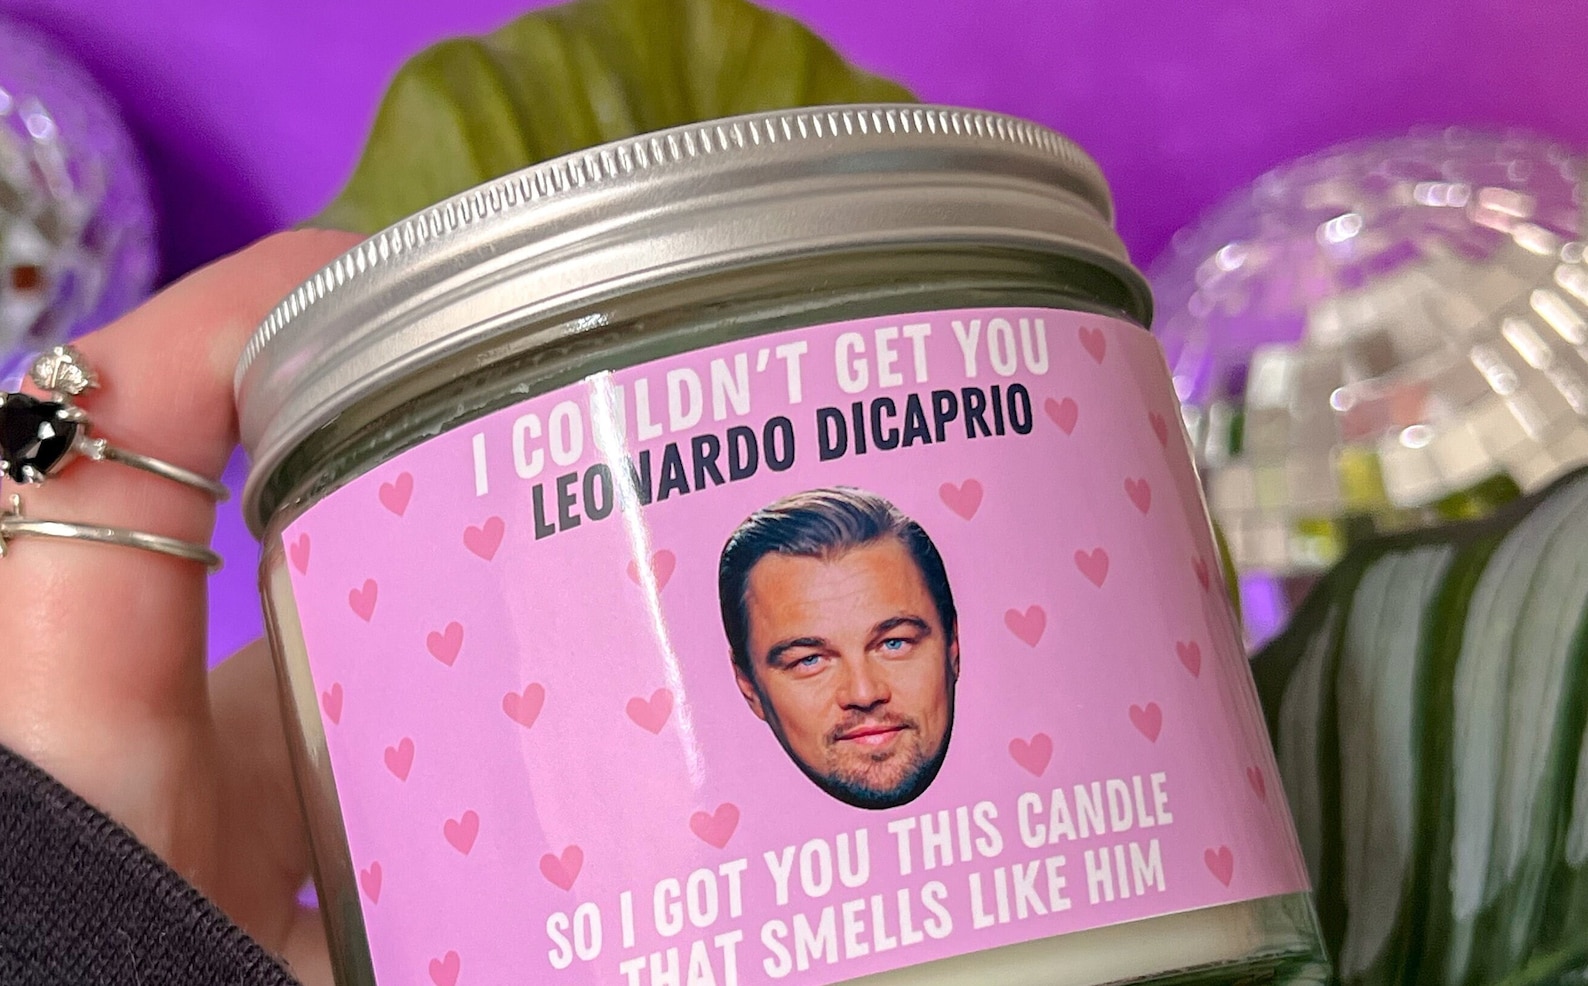 I COULDN'T GET YOU
LEONARDO DICAPRIO
SO I GOT YOU THIS CANDLE
THAT SMELLS LIKE HIM